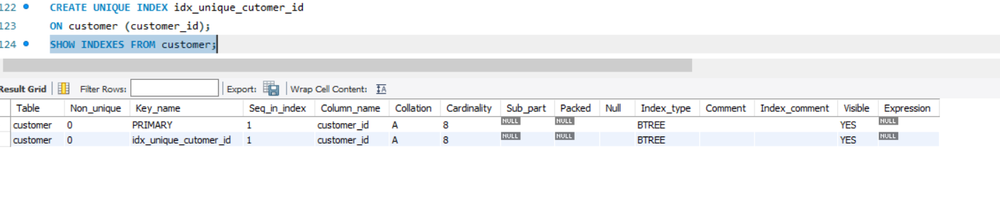 122 CREATE UNIQUE INDEX idx_unique_cutomer_id
123 ON customer (customer_id);
124 SHOW INDEXES FROM customer;
Result Grid Filter Rows: Export: Wrap Cell Content: IA
Table Non_unique Key_name Seq_in_index Column_name Collation Cardinality Sub_part Packed Null Index_type Comment Index_comment Visible Expression
customer 0 PRIMARY 1 customer_id A 8 NULL NULL BTREE YES NULL
customer 0 idx_unique_cutomer_id 1 customer_id A 8 NULL NULL BTREE YES NULL